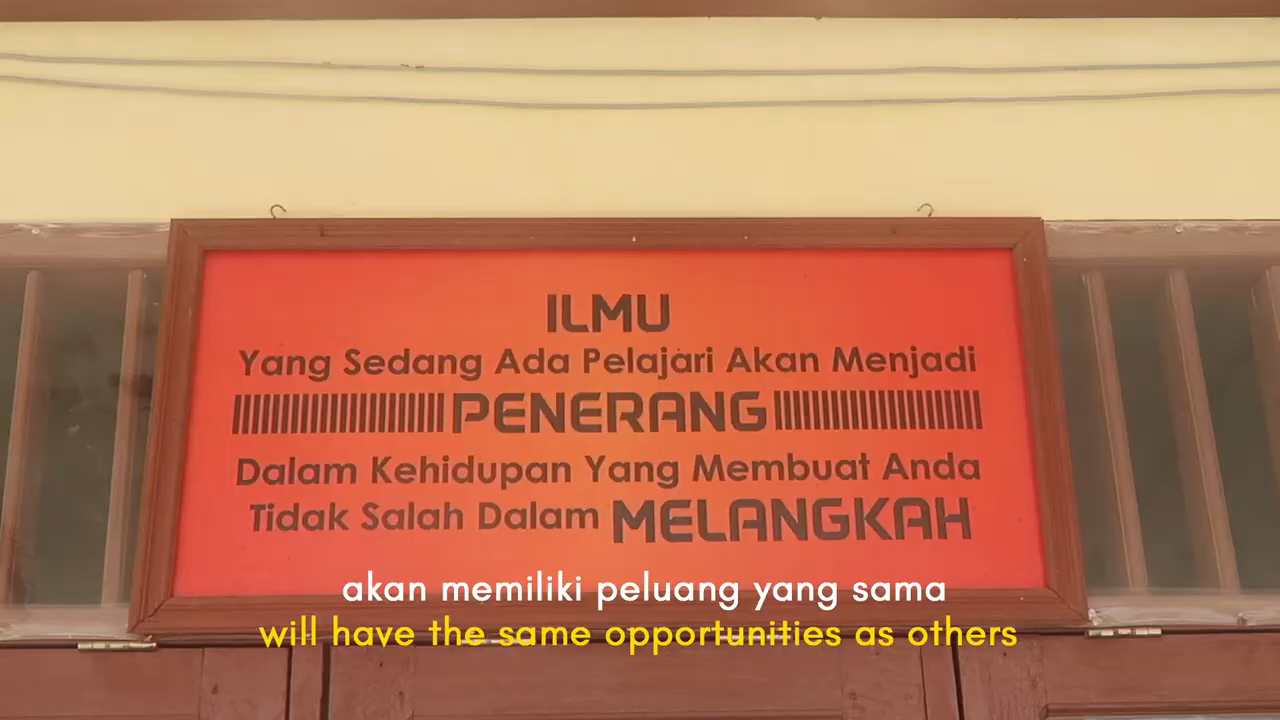 ILMU
Yang Sedang Ada Pelajari Akan Menjadi
PENERANG
Dalam Kehidupan Yang Membuat Anda
Tidak Salah Dalam MELANGKAH
akan memiliki peluang yang sama
will have the same opportunities as others